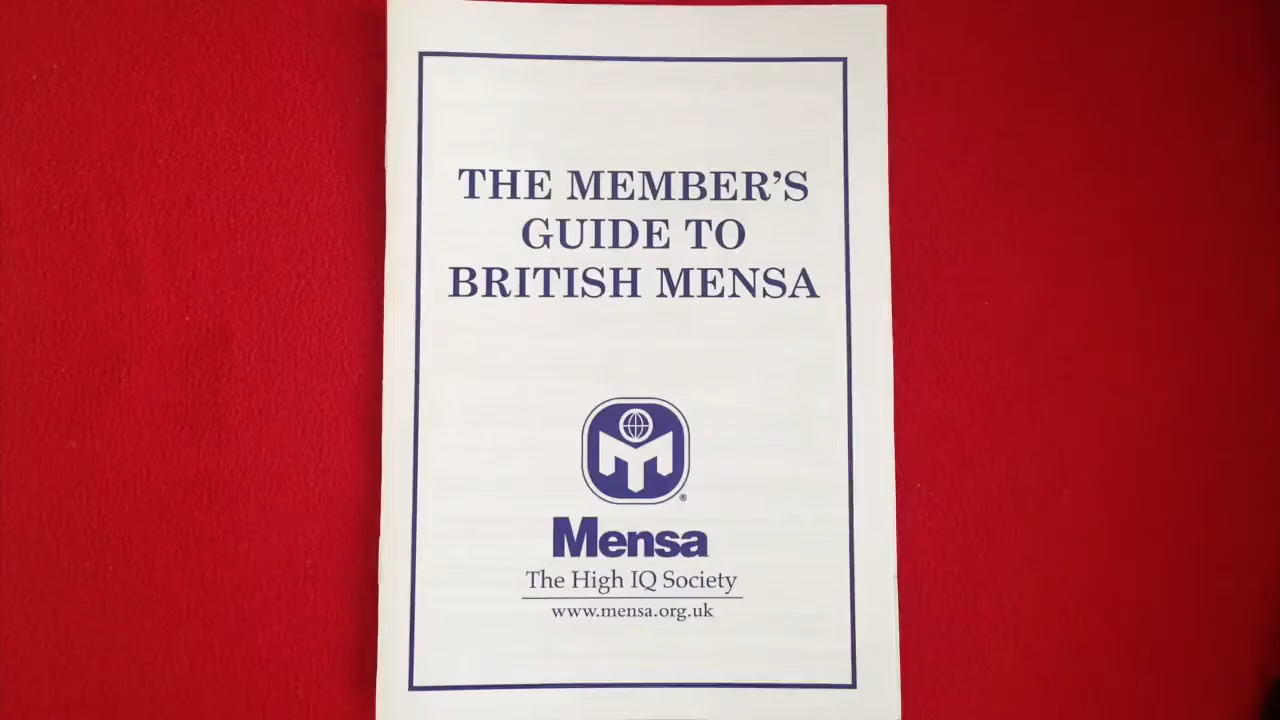 THE MEMBER’S
GUIDE TO
BRITISH MENSA
®
Mensa
The High IQ Society
www.mensa.org.uk